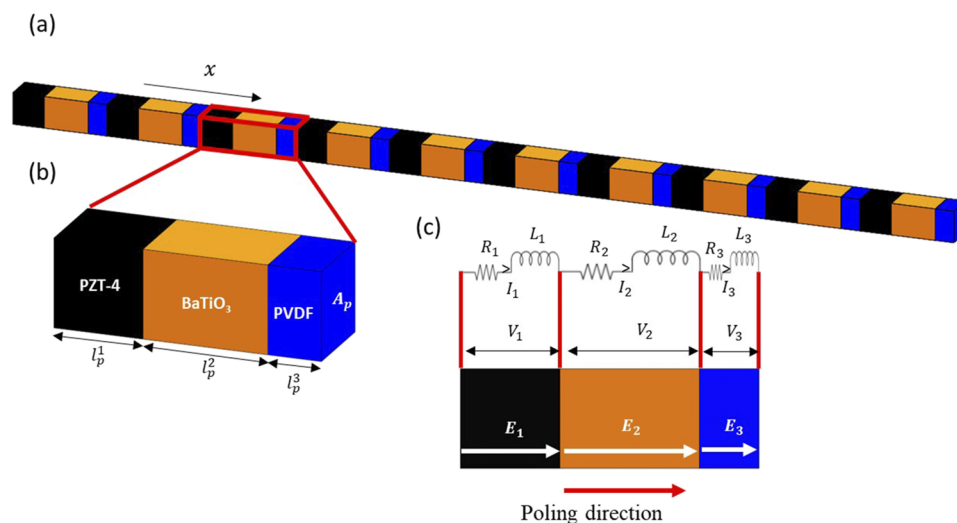 (a)
x
(b)
PZT-4
BaTiO₃
PVDF
Aₚ
lₚ¹
lₚ²
lₚ³
(c)
R₁ L₁ R₂ L₂ R₃ L₃
I₁ I₂ I₃
V₁ V₂ V₃
E₁ E₂ E₃
Poling direction